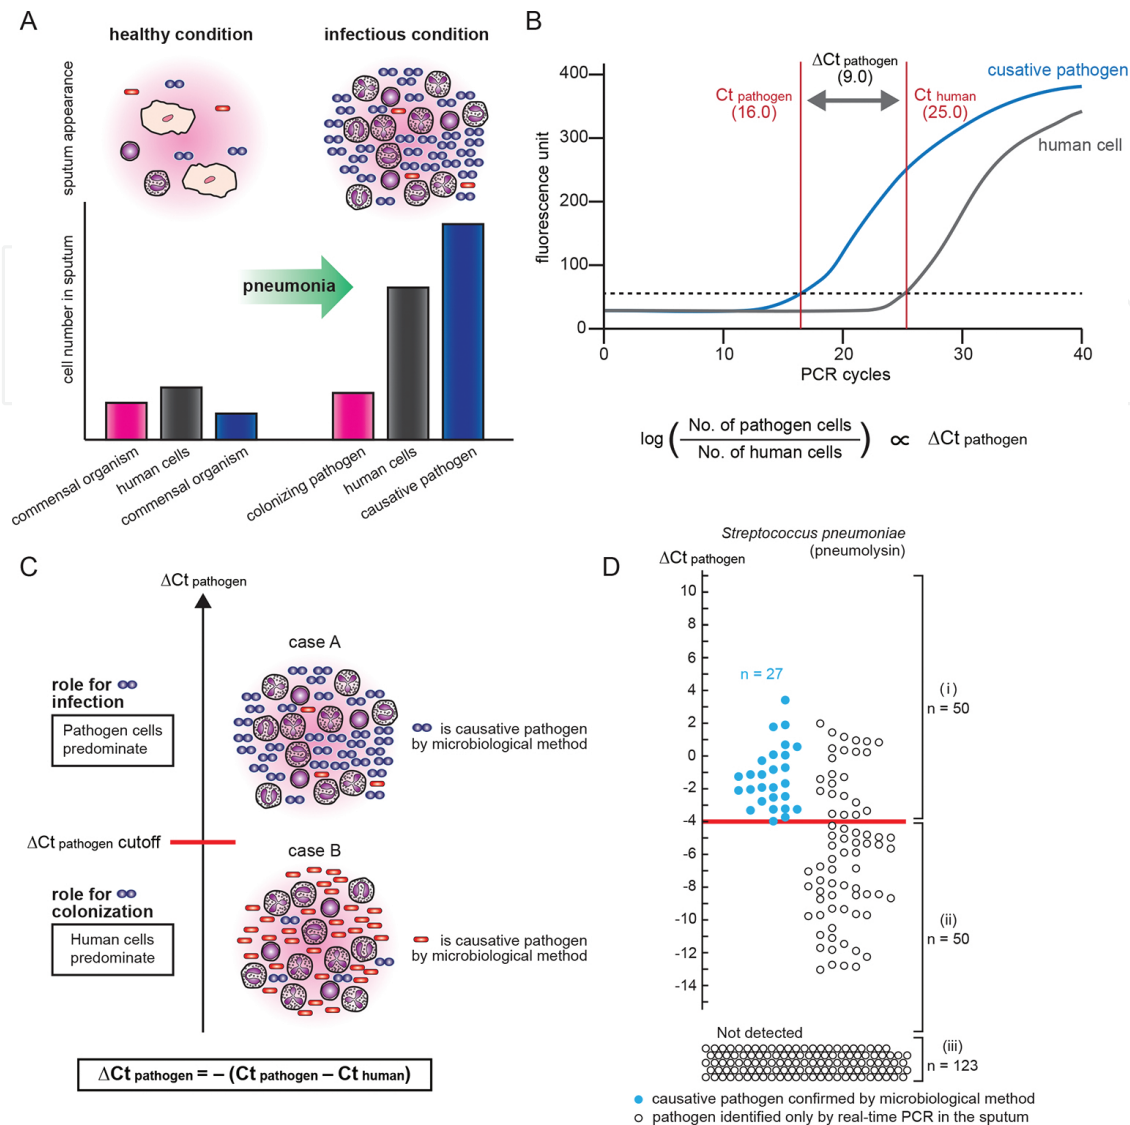 A
healthy condition
infectious condition
sputum appearance
cell number in sputum
pneumonia
commensal organism
human cells
commensal organism
colonizing pathogen
human cells
causative pathogen
B
fluorescence unit
400
300
200
100
0
0
10
20
30
40
PCR cycles
ΔCt pathogen
(9.0)
Ct pathogen
(16.0)
Ct human
(25.0)
cusative pathogen
human cell
log ( No. of pathogen cells / No. of human cells ) ∝ ΔCt pathogen
C
ΔCt pathogen
case A
role for
infection
Pathogen cells
predominate
is causative pathogen
by microbiological method
ΔCt pathogen cutoff
case B
role for
colonization
Human cells
predominate
is causative pathogen
by microbiological method
ΔCt pathogen = – (Ct pathogen – Ct human)
D
Streptococcus pneumoniae
(pneumolysin)
ΔCt pathogen
10
8
6
4
2
0
-2
-4
-6
-8
-10
-12
-14
n = 27
(i)
n = 50
(ii)
n = 50
Not detected
(iii)
n = 123
causative pathogen confirmed by microbiological method
pathogen identified only by real-time PCR in the sputum